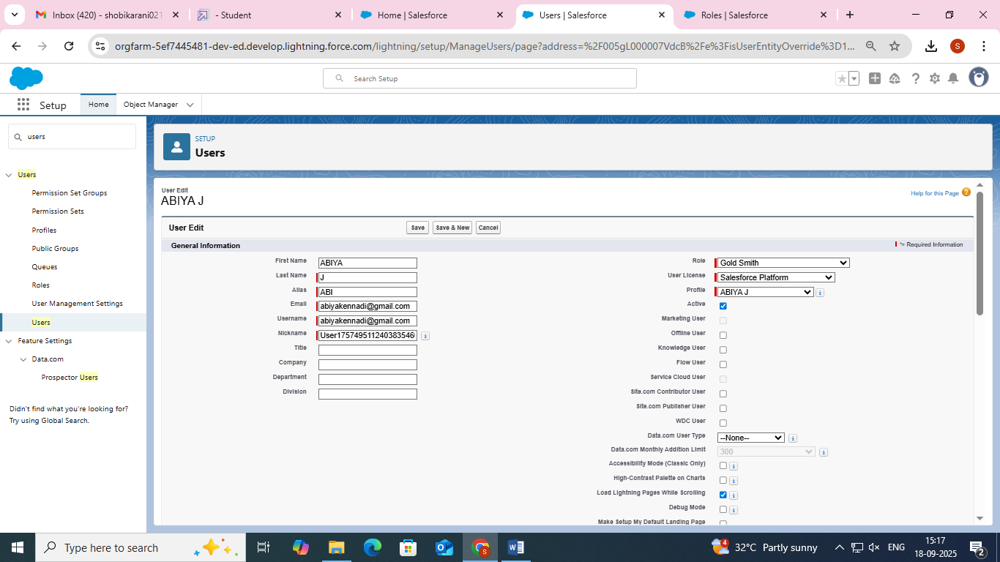 Inbox (420) - shobikarani021
- Student
Home | Salesforce
Users | Salesforce
Roles | Salesforce
orgfarm-5ef7445481-dev-ed.develop.lightning.force.com/lightning/setup/ManageUsers/page?address=%2F005gL000007VdcB%2Fe%3FisUserEntityOverride%3D1...
S
Search Setup
Setup
Home
Object Manager
users
Users
Permission Set Groups
Permission Sets
Profiles
Public Groups
Queues
Roles
User Management Settings
Users
Feature Settings
Data.com
Prospector Users
Didn't find what you're looking for?
Try using Global Search.
SETUP
Users
User Edit
ABIYA J
Help for this Page
User Edit
Save
Save & New
Cancel
General Information
= Required Information
First Name ABIYA
Last Name J
Alias ABI
Email abiyakennadi@gmail.com
Username abiyakennadi@gmail.com
Nickname
Title
Company
Department
Division
Role Gold Smith
User License Salesforce Platform
Profile ABIYA J
Active
Marketing User
Offline User
Knowledge User
Flow User
Service Cloud User
Site.com Contributor User
Site.com Publisher User
WDC User
Data.com User Type --None--
Data.com Monthly Addition Limit 300
Accessibility Mode (Classic Only)
High-Contrast Palette on Charts
Load Lightning Pages While Scrolling
Debug Mode
Make Setup My Default Landing Page
Type here to search
4
32°C Partly sunny
ENG
15:17
18-09-2025
2